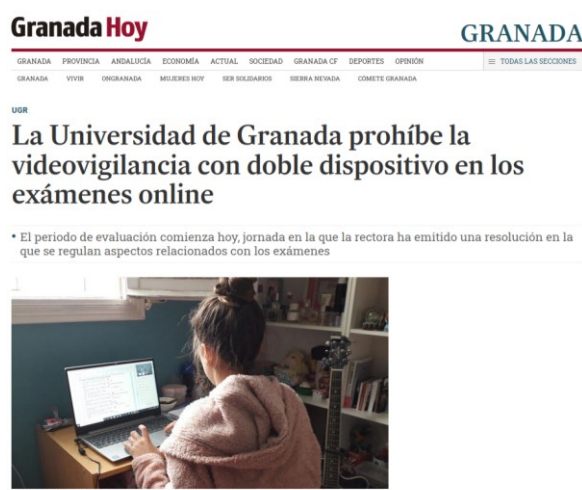 Granada Hoy
GRANADA
GRANADA PROVINCIA ANDALUCÍA ECONOMÍA ACTUAL SOCIEDAD GRANADA CF DEPORTES OPINIÓN ≡ TODAS LAS SECCIONES
GRANADA VIVIR ONGRANADA MUJERES HOY SER SOLIDARIOS SIERRA NEVADA CÓMETE GRANADA
UGR
La Universidad de Granada prohíbe la
videovigilancia con doble dispositivo en los
exámenes online
• El periodo de evaluación comienza hoy, jornada en la que la rectora ha emitido una resolución en la
que se regulan aspectos relacionados con los exámenes